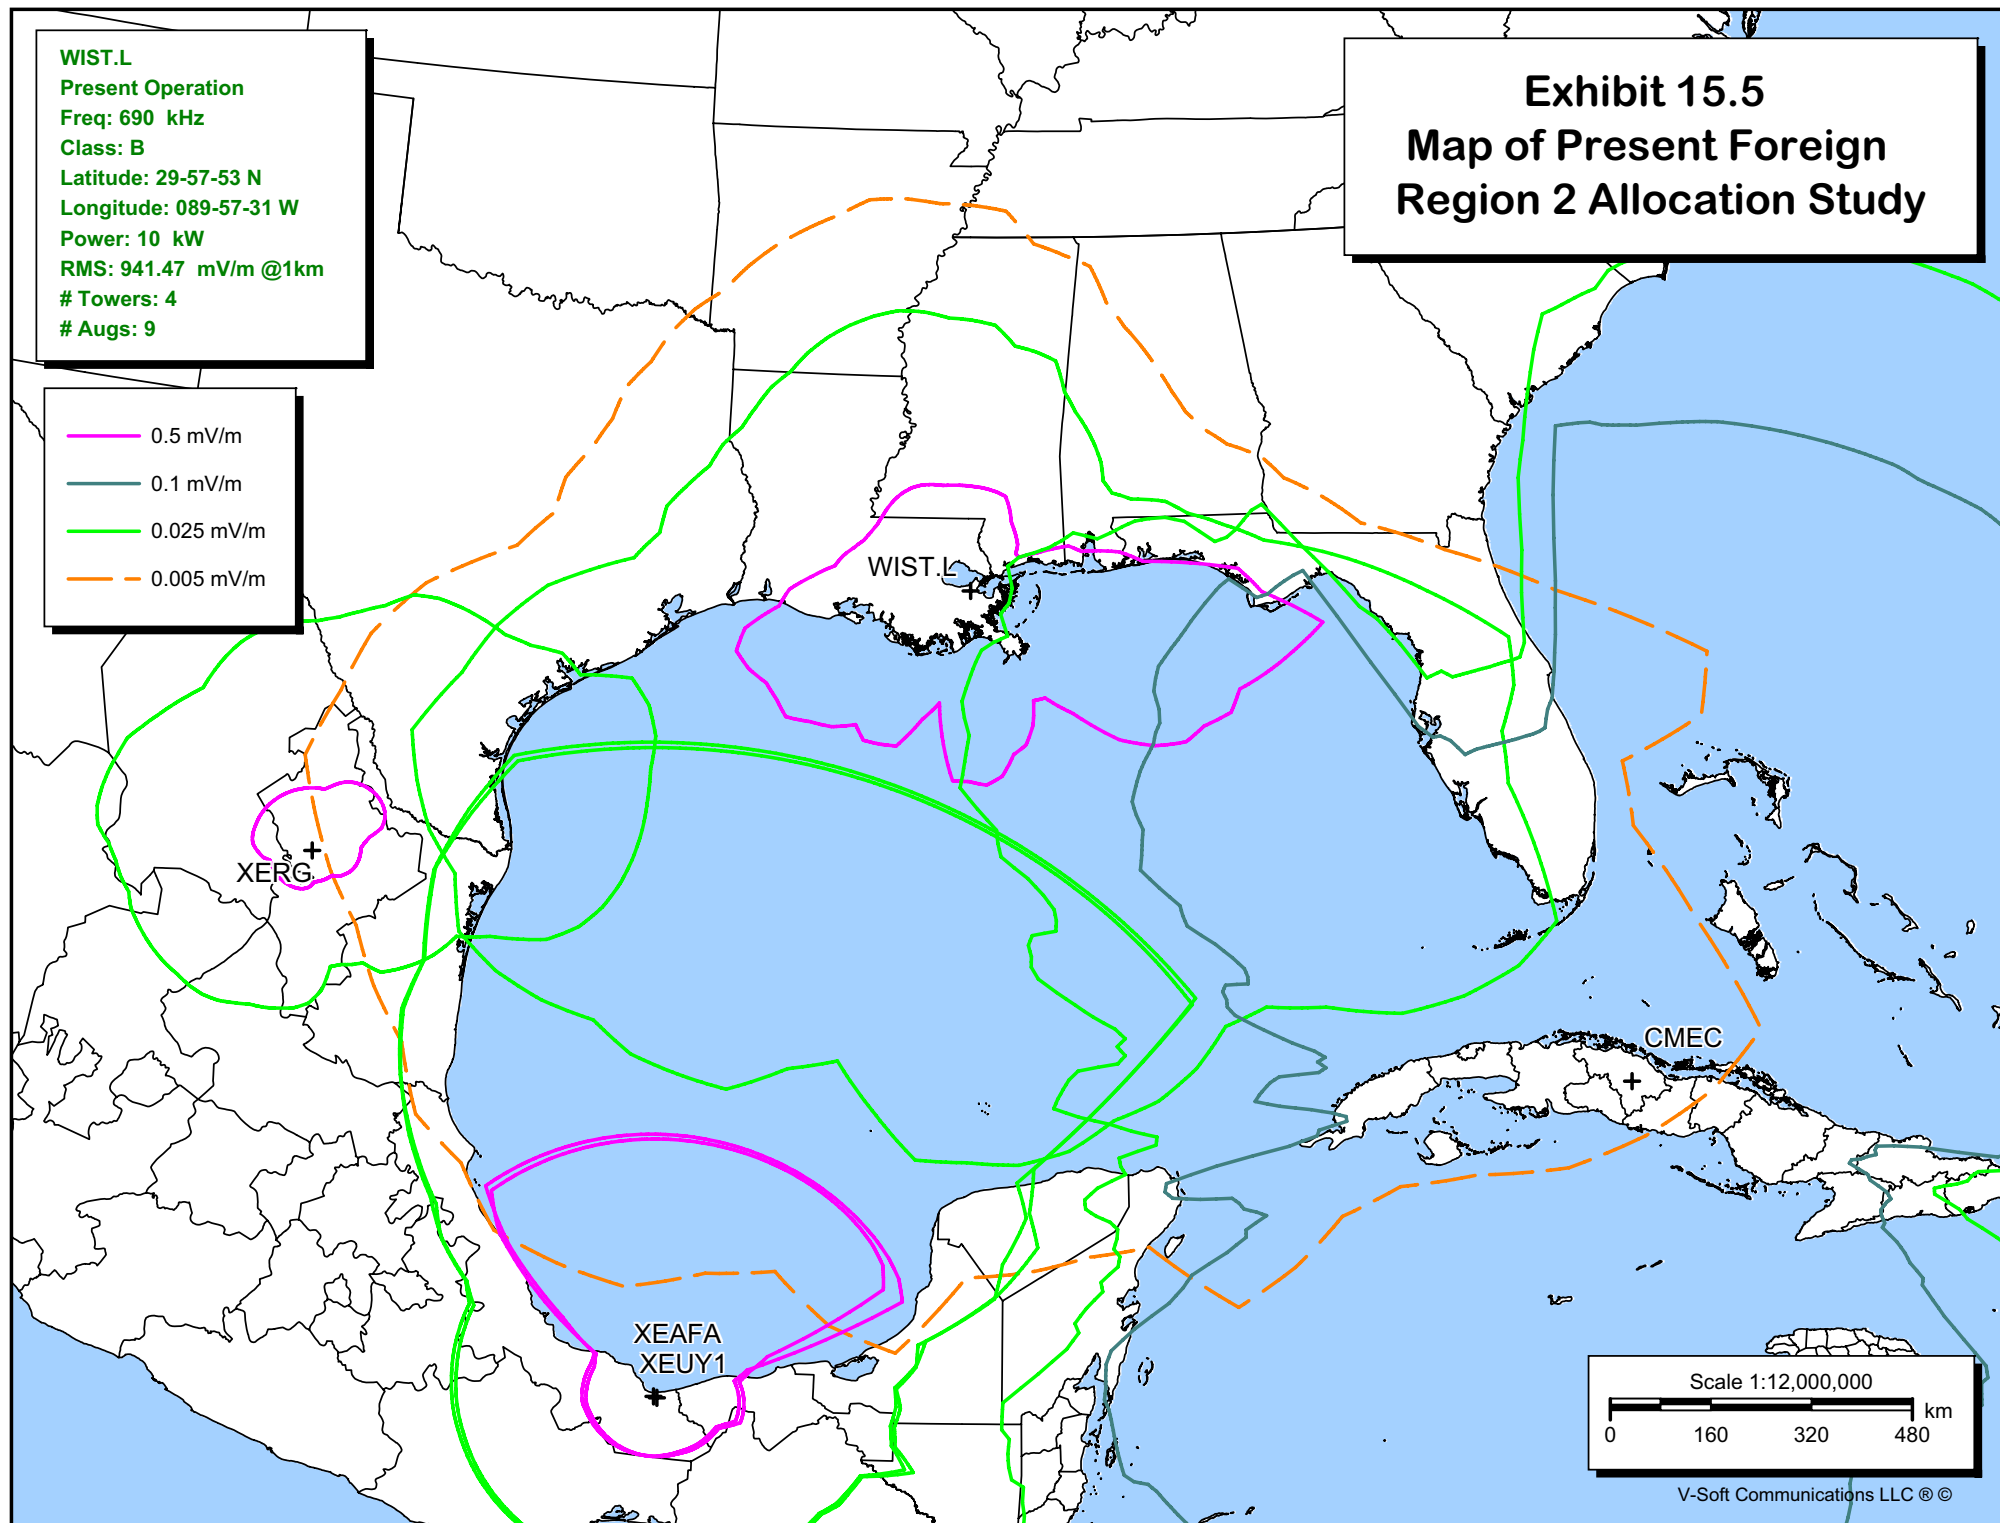 WIST.L
Present Operation
Freq: 690 kHz
Class: B
Latitude: 29-57-53 N
Longitude: 089-57-31 W
Power: 10 kW
RMS: 941.47 mV/m @1km
# Towers: 4
# Augs: 9
Exhibit 15.5
Map of Present Foreign
Region 2 Allocation Study
0.5 mV/m
0.1 mV/m
0.025 mV/m
0.005 mV/m
WIST.L
XERG
CMEC
XEAFA
XEUY1
Scale 1:12,000,000
km
0 160 320 480
V-Soft Communications LLC ® ©